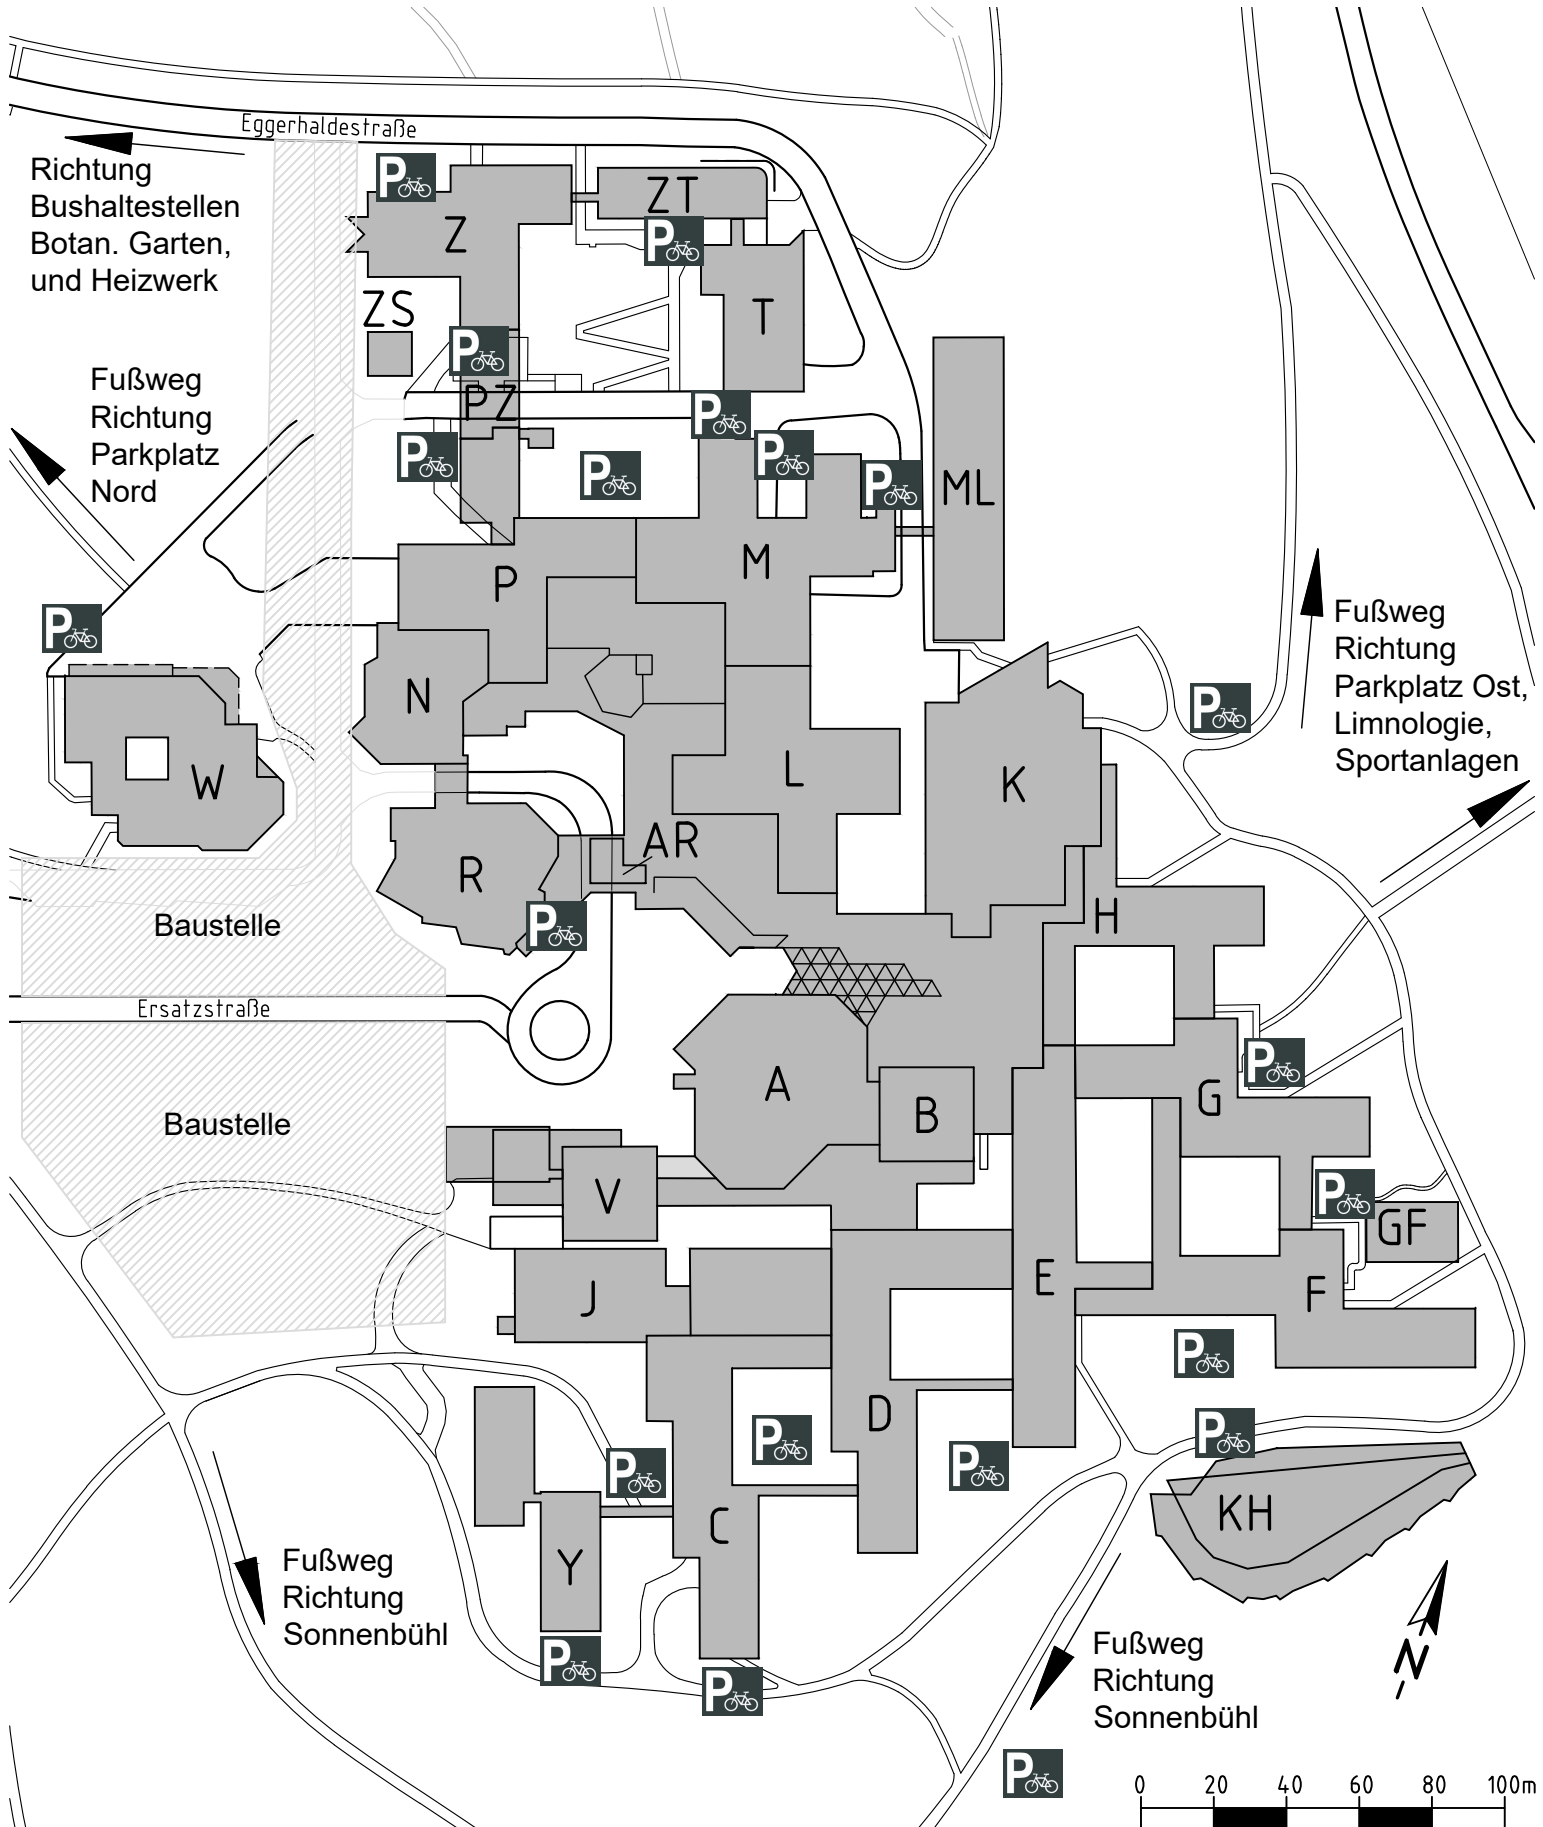 Eggerhaldestraße
Richtung
Bushaltestellen
Botan. Garten,
und Heizwerk
P
Z
ZT
P
ZS
T
P
PZ
Fußweg
Richtung
Parkplatz
Nord
P
P
P
P
P
ML
M
P
P
Fußweg
Richtung
Parkplatz Ost,
Limnologie,
Sportanlagen
N
P
W
L
K
AR
R
P
H
Baustelle
Ersatzstraße
P
A
B
G
Baustelle
V
P
GF
E
J
F
P
D
P
P
P
P
C
KH
Y
Fußweg
Richtung
Sonnenbühl
P
P
Fußweg
Richtung
Sonnenbühl
N
P
0 20 40 60 80 100m